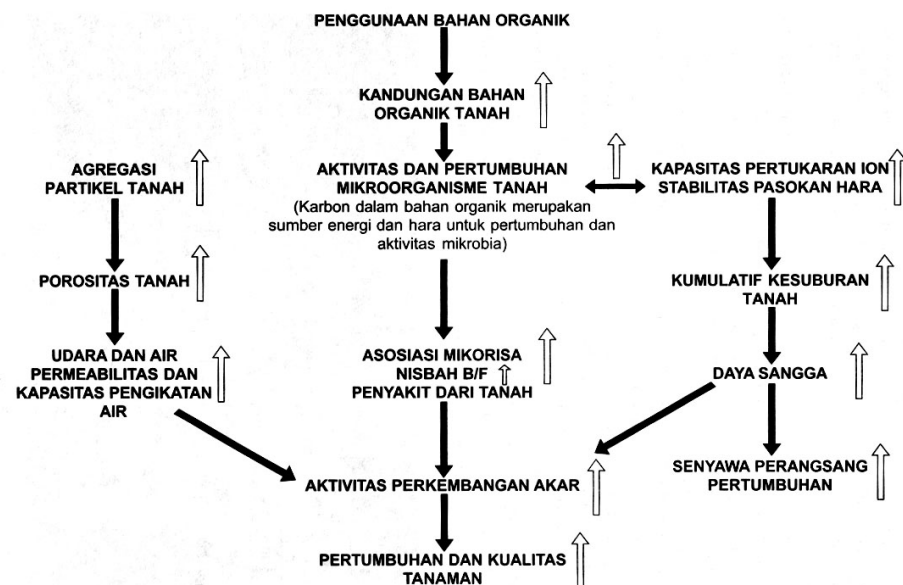 PENGGUNAAN BAHAN ORGANIK
KANDUNGAN BAHAN
ORGANIK TANAH
AGREGASI
PARTIKEL TANAH
AKTIVITAS DAN PERTUMBUHAN
MIKROORGANISME TANAH
(Karbon dalam bahan organik merupakan
sumber energi dan hara untuk pertumbuhan dan
aktivitas mikrobia)
KAPASITAS PERTUKARAN ION
STABILITAS PASOKAN HARA
POROSITAS TANAH
KUMULATIF KESUBURAN
TANAH
UDARA DAN AIR
PERMEABILITAS DAN
KAPASITAS PENGIKATAN
AIR
ASOSIASI MIKORISA
NISBAH B/F
PENYAKIT DARI TANAH
DAYA SANGGA
AKTIVITAS PERKEMBANGAN AKAR
SENYAWA PERANGSANG
PERTUMBUHAN
PERTUMBUHAN DAN KUALITAS
TANAMAN